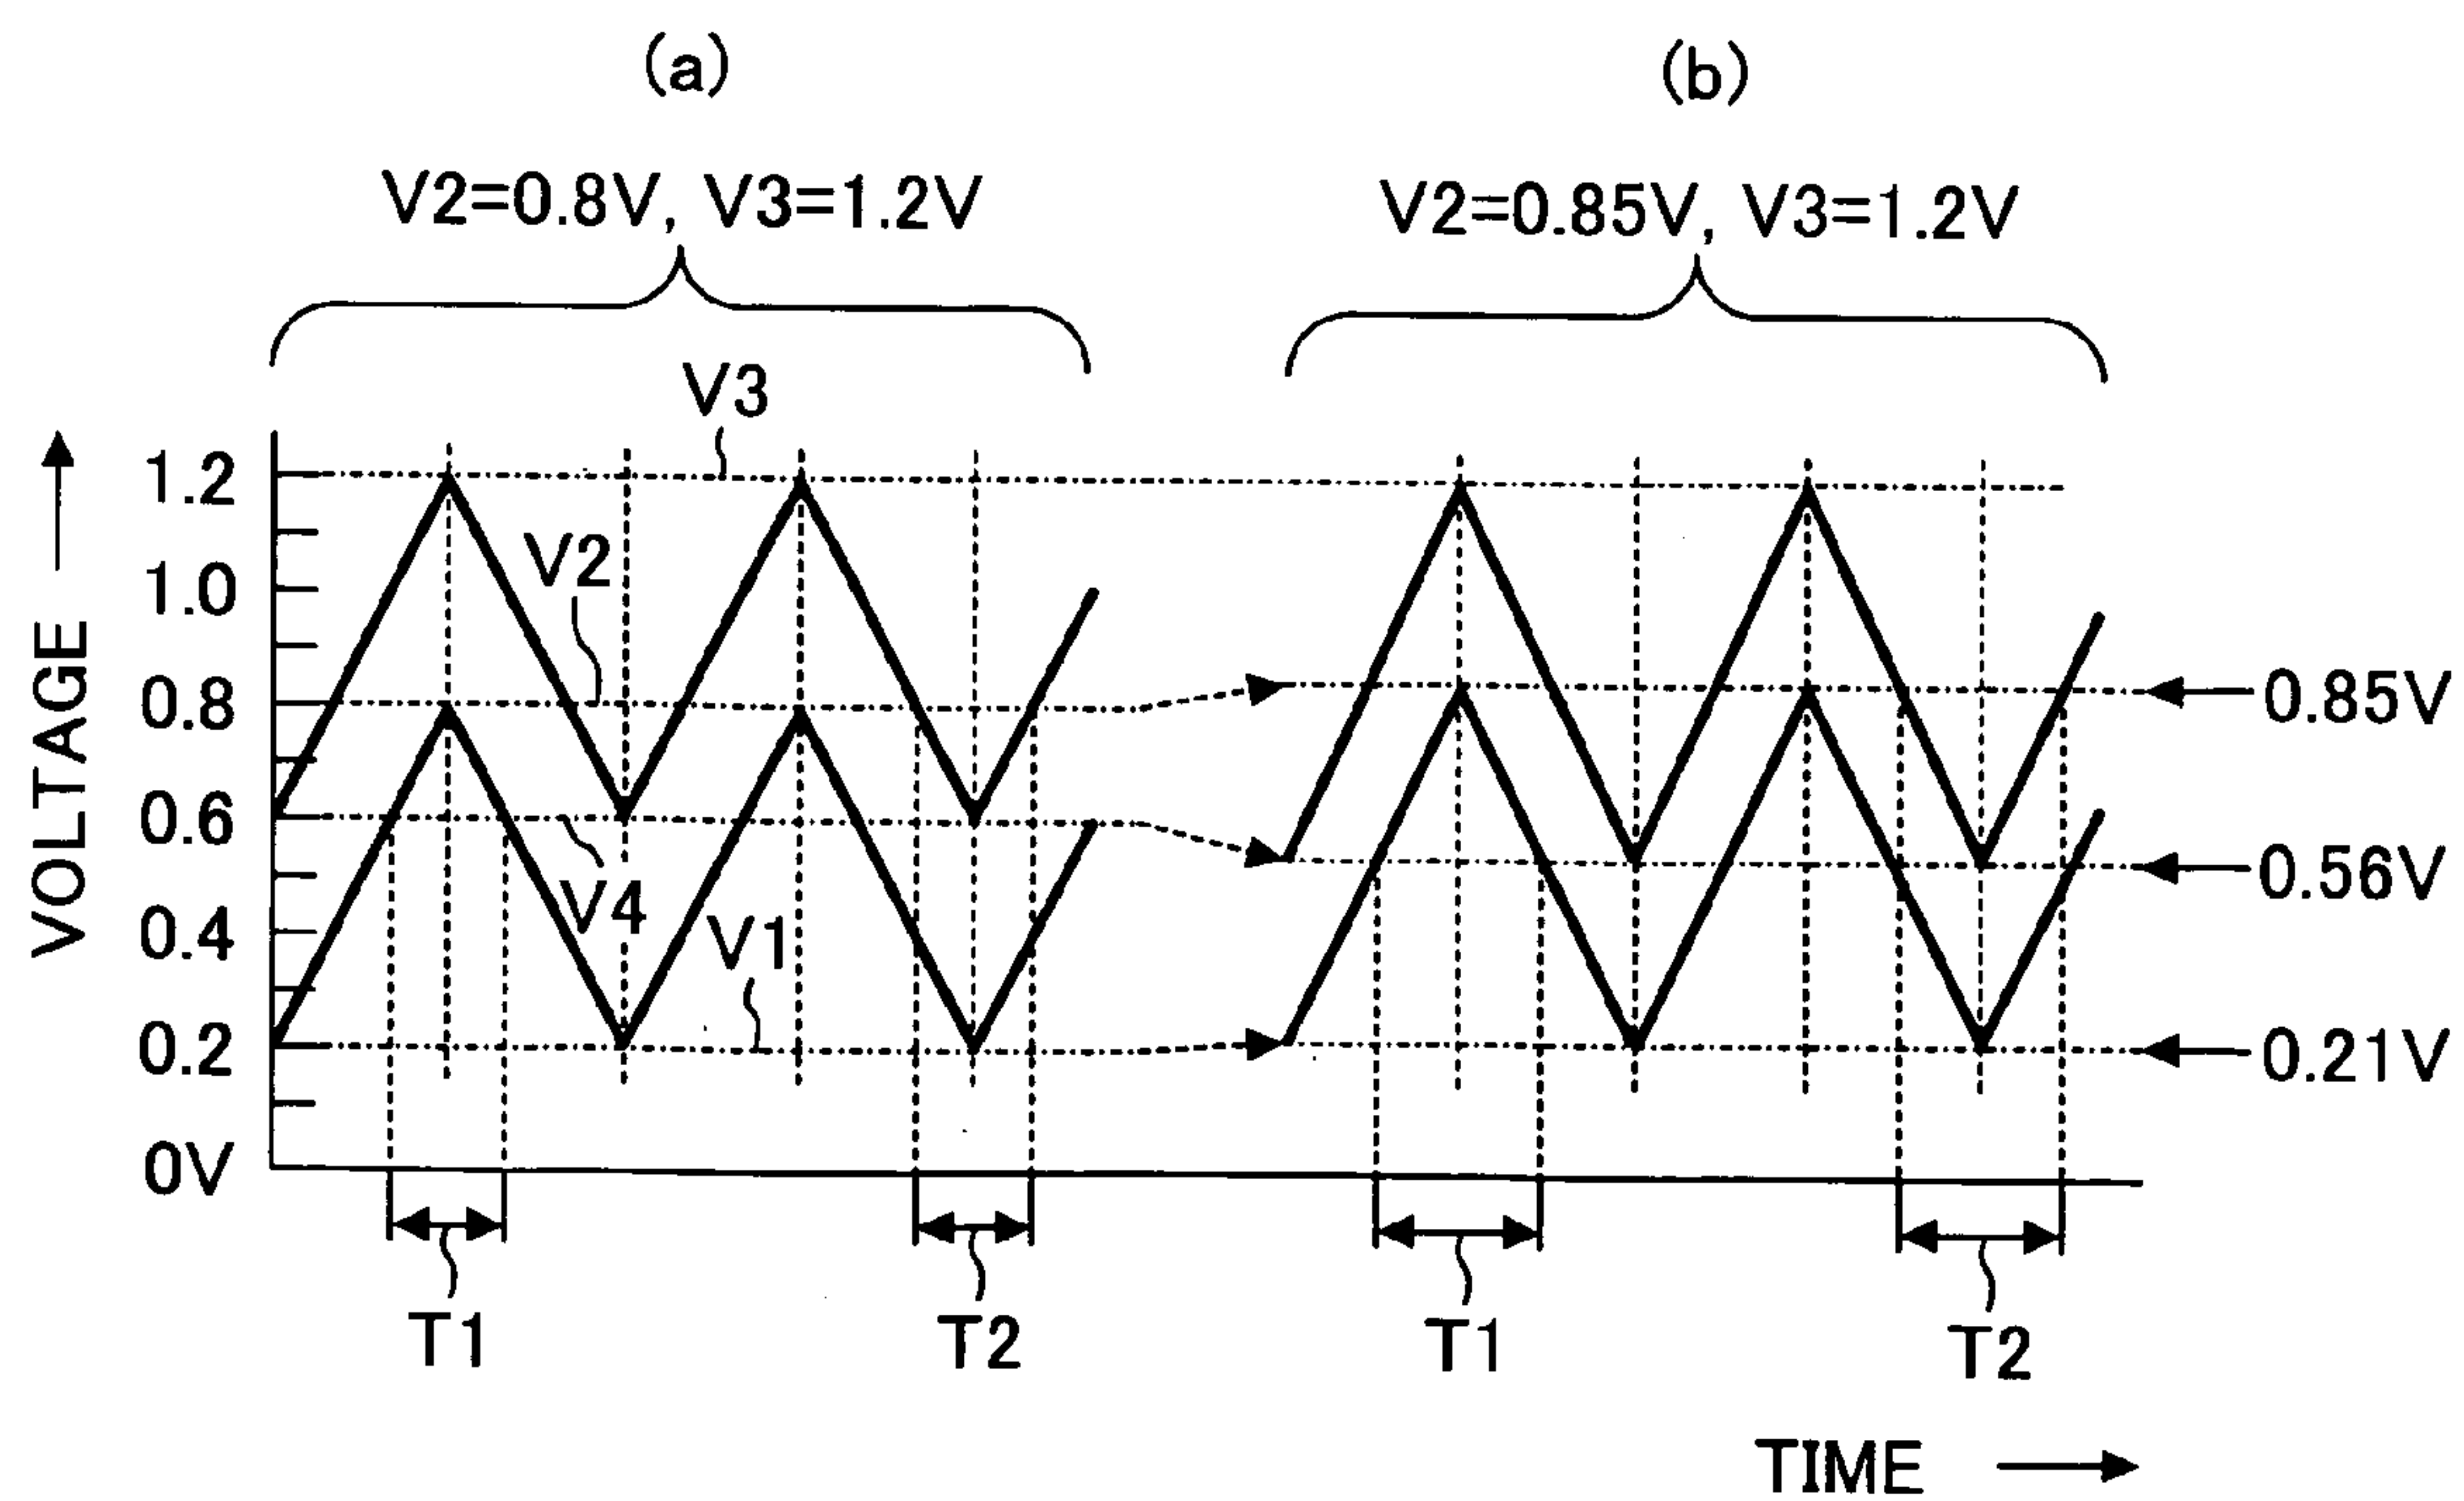 (a)
(b)
V2=0.8V, V3=1.2V
V2=0.85V, V3=1.2V
V3
VOLTAGE
1.2
1.0
0.8
0.6
0.4
0.2
0V
V2
V4
V1
0.85V
0.56V
0.21V
T1
T2
T1
T2
TIME